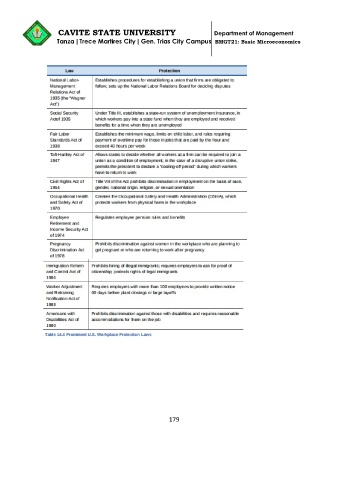 CAVITE STATE UNIVERSITY
Department of Management
Tanza | Trece Martires City | Gen. Trias City Campus
BMGT21: Basic Microeconomics
Law
Protection
National Labor-
Management
Relations Act of
1935 (the "Wagner
Act")
Establishes procedures for establishing a union that firms are obligated to
follow; sets up the National Labor Relations Board for deciding disputes
Social Security
Act of 1935
Under Title III, establishes a state-run system of unemployment insurance, in
which workers pay into a state fund when they are employed and received
benefits for a time when they are unemployed
Fair Labor
Standards Act of
1938
Establishes the minimum wage, limits on child labor, and rules requiring
payment of overtime pay for those in jobs that are paid by the hour and
exceed 40 hours per week
Taft-Hartley Act of
1947
Allows states to decide whether all workers at a firm can be required to join a
union as a condition of employment; in the case of a disruptive union strike,
permits the president to declare a "cooling-off period" during which workers
have to return to work
Civil Rights Act of
1964
Title VII of the Act prohibits discrimination in employment on the basis of race,
gender, national origin, religion, or sexual orientation
Occupational Health
and Safety Act of
1970
Creates the Occupational Safety and Health Administration (OSHA), which
protects workers from physical harm in the workplace
Employee
Retirement and
Income Security Act
of 1974
Regulates employee pension rules and benefits
Pregnancy
Discrimination Act
of 1978
Prohibits discrimination against women in the workplace who are planning to
get pregnant or who are returning to work after pregnancy
Immigration Reform
and Control Act of
1986
Prohibits hiring of illegal immigrants; requires employers to ask for proof of
citizenship; protects rights of legal immigrants
Worker Adjustment
and Retraining
Notification Act of
1988
Requires employers with more than 100 employees to provide written notice
60 days before plant closings or large layoffs
Americans with
Disabilities Act of
1990
Prohibits discrimination against those with disabilities and requires reasonable
accommodations for them on the job
Table 14.4 Prominent U.S. Workplace Protection Laws
179